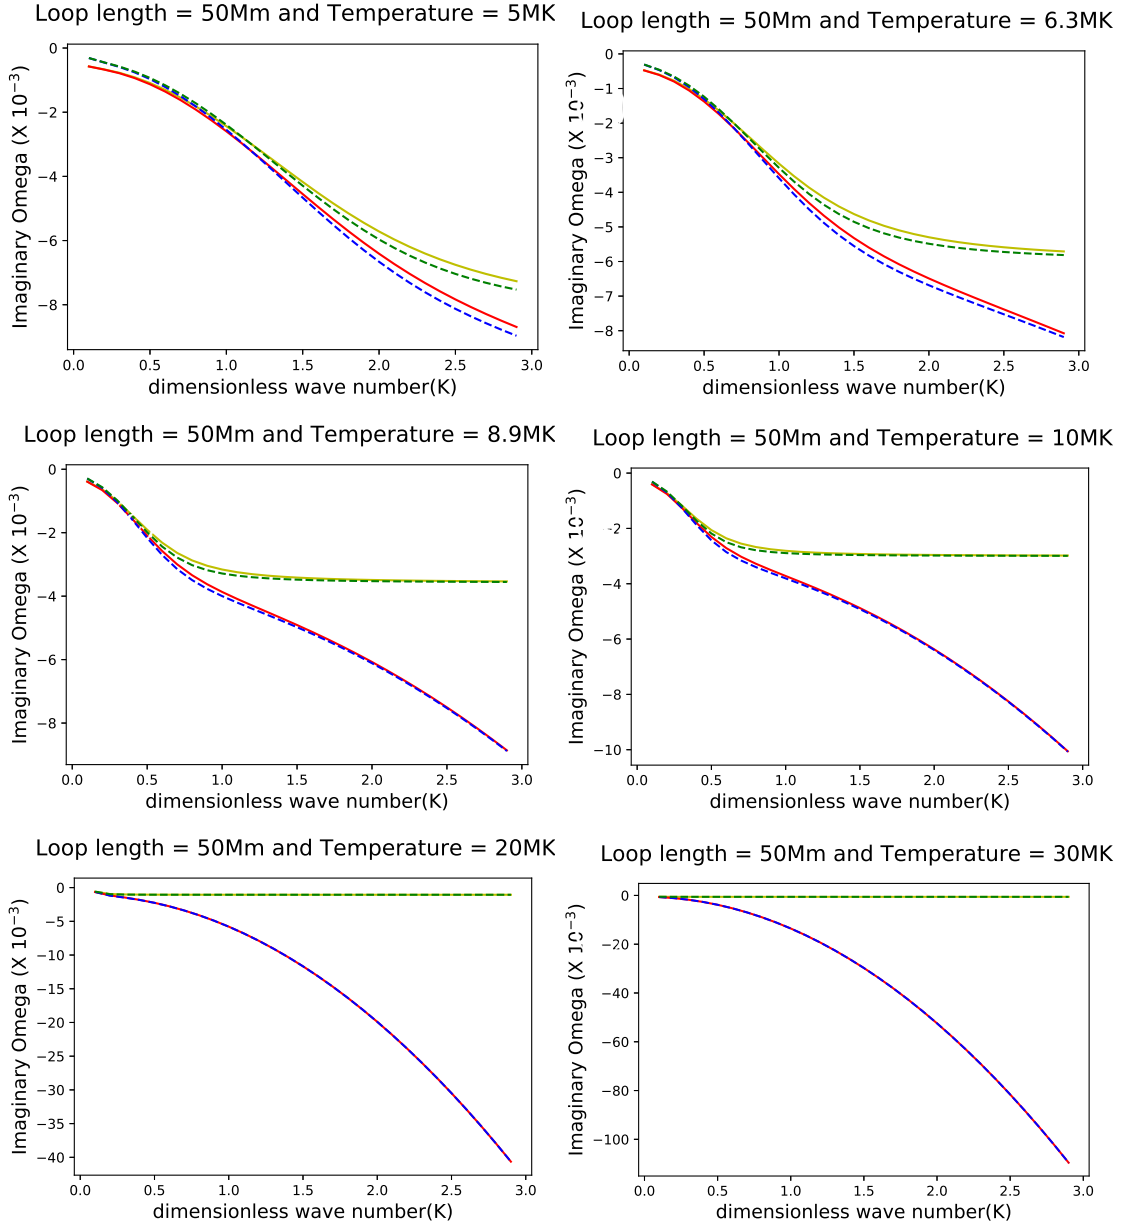 Loop length = 50Mm and Temperature = 5MK
Imaginary Omega (X 10⁻³)
0
−2
−4
−6
−8
0.0 0.5 1.0 1.5 2.0 2.5 3.0
dimensionless wave number(K)
Loop length = 50Mm and Temperature = 6.3MK
Imaginary Omega (X 10⁻³)
0
−1
−2
−3
−4
−5
−6
−7
−8
0.0 0.5 1.0 1.5 2.0 2.5 3.0
dimensionless wave number(K)
Loop length = 50Mm and Temperature = 8.9MK
Imaginary Omega (X 10⁻³)
0
−2
−4
−6
−8
0.0 0.5 1.0 1.5 2.0 2.5 3.0
dimensionless wave number(K)
Loop length = 50Mm and Temperature = 10MK
Imaginary Omega (X 10⁻³)
0
−2
−4
−6
−8
−10
0.0 0.5 1.0 1.5 2.0 2.5 3.0
dimensionless wave number(K)
Loop length = 50Mm and Temperature = 20MK
Imaginary Omega (X 10⁻³)
0
−5
−10
−15
−20
−25
−30
−35
−40
0.0 0.5 1.0 1.5 2.0 2.5 3.0
dimensionless wave number(K)
Loop length = 50Mm and Temperature = 30MK
Imaginary Omega (X 10⁻³)
0
−20
−40
−60
−80
−100
0.0 0.5 1.0 1.5 2.0 2.5 3.0
dimensionless wave number(K)